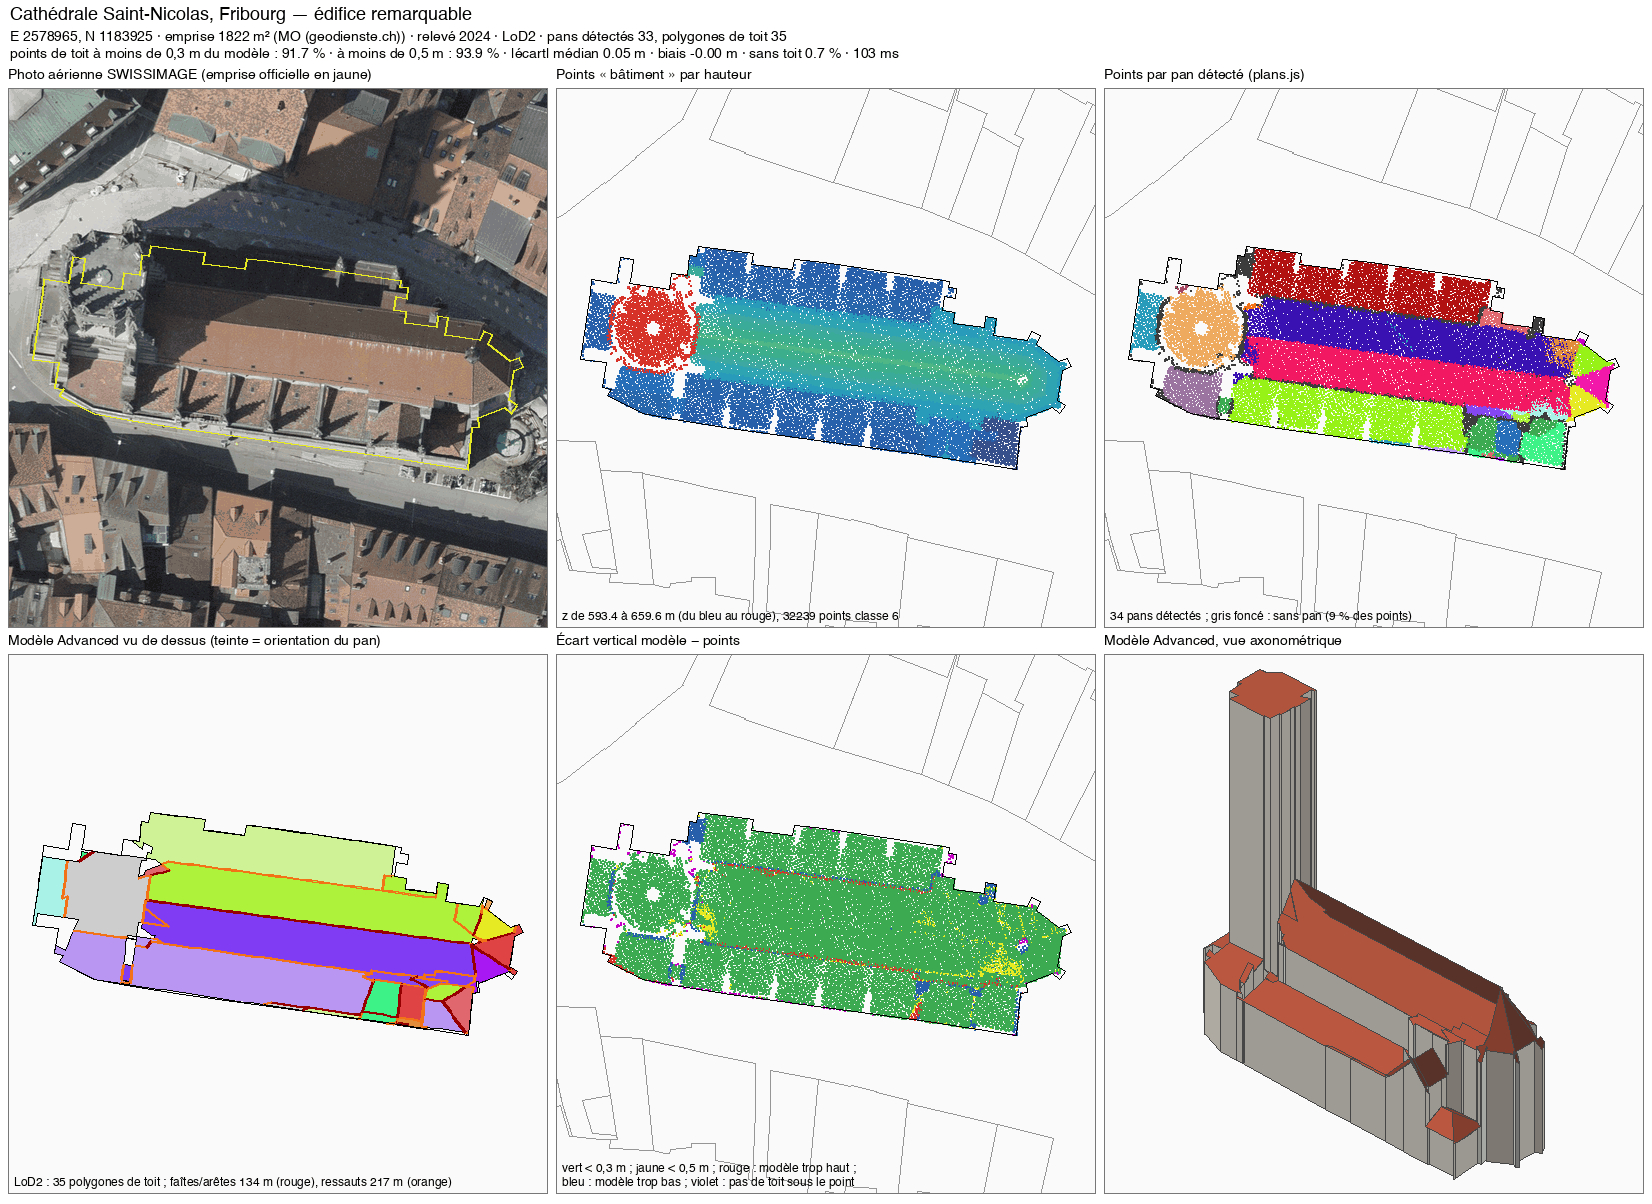 Cathédrale Saint-Nicolas, Fribourg — édifice remarquable
E 2578965, N 1183925 · emprise 1822 m² (MO (geodienste.ch)) · relevé 2024 · LoD2 · pans détectés 33, polygones de toit 35
points de toit à moins de 0,3 m du modèle : 91.7 % · à moins de 0,5 m : 93.9 % · lécartl médian 0.05 m · biais -0.00 m · sans toit 0.7 % · 103 ms
Photo aérienne SWISSIMAGE (emprise officielle en jaune)
Points « bâtiment » par hauteur
Points par pan détecté (plans.js)
z de 593.4 à 659.6 m (du bleu au rouge), 32239 points classe 6
34 pans détectés ; gris foncé : sans pan (9 % des points)
Modèle Advanced vu de dessus (teinte = orientation du pan)
Écart vertical modèle – points
Modèle Advanced, vue axonométrique
LoD2 : 35 polygones de toit ; faîtes/arêtes 134 m (rouge), ressauts 217 m (orange)
vert < 0,3 m ; jaune < 0,5 m ; rouge : modèle trop haut ;
bleu : modèle trop bas ; violet : pas de toit sous le point